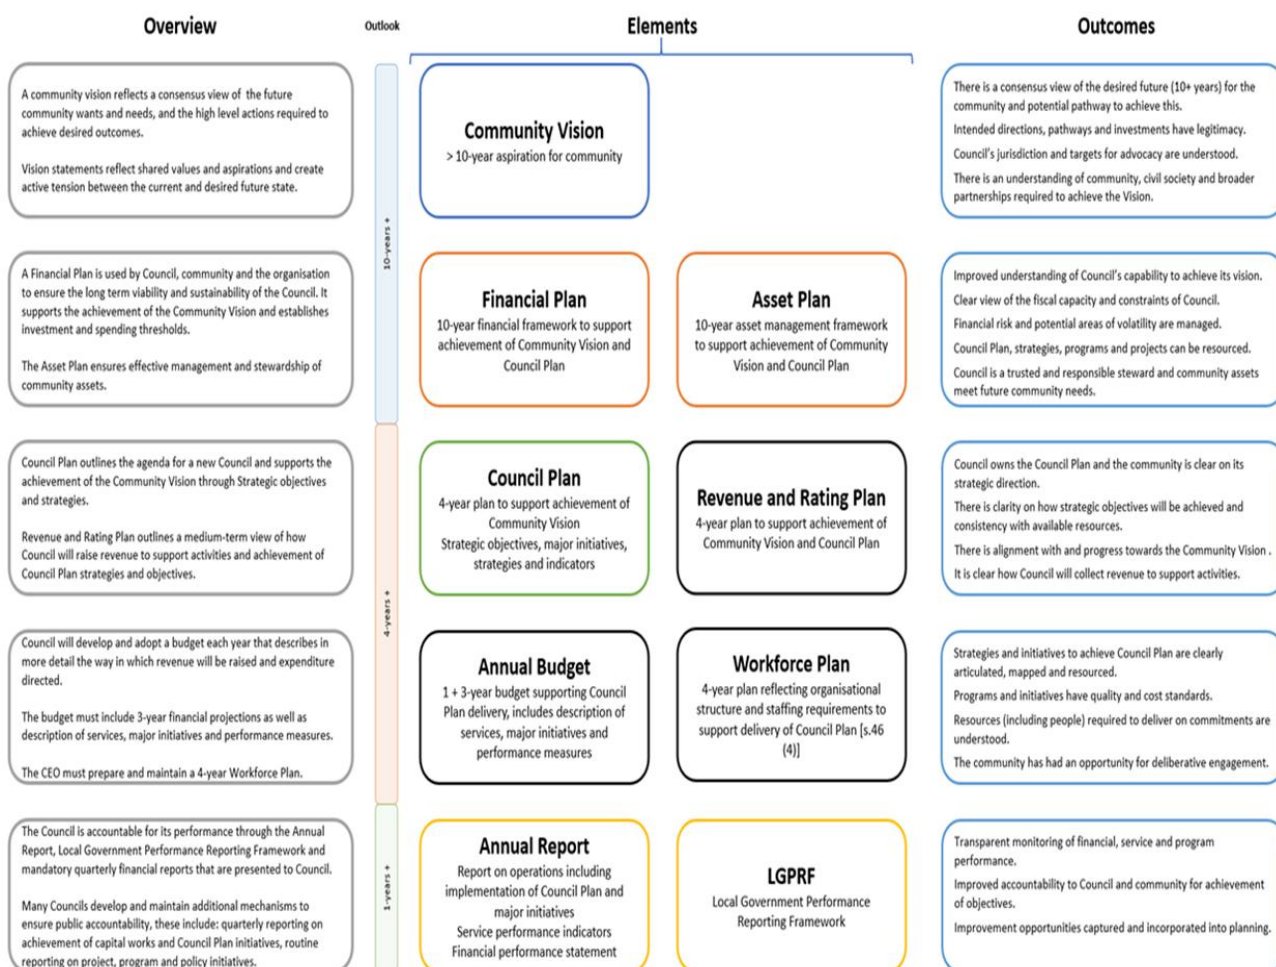 Overview
Outlook
Elements
Outcomes
A community vision reflects a consensus view of the future
community wants and needs, and the high level actions required to
achieve desired outcomes.
Vision statements reflect shared values and aspirations and create
active tension between the current and desired future state.
10-years +
Community Vision
> 10-year aspiration for community
There is a consensus view of the desired future (10+ years) for the
community and potential pathway to achieve this.
Intended directions, pathways and investments have legitimacy.
Council's jurisdiction and targets for advocacy are understood.
There is an understanding of community, civil society and broader
partnerships required to achieve the Vision.
A Financial Plan is used by Council, community and the organisation
to ensure the long term viability and sustainability of the Council. It
supports the achievement of the Community Vision and establishes
investment and spending thresholds.
The Asset Plan ensures effective management and stewardship of
community assets.
Financial Plan
10-year financial framework to support
achievement of Community Vision and
Council Plan
Asset Plan
10-year asset management framework
to support achievement of Community
Vision and Council Plan
Improved understanding of Council's capability to achieve its vision.
Clear view of the fiscal capacity and constraints of Council.
Financial risk and potential areas of volatility are managed.
Council Plan, strategies, programs and projects can be resourced.
Council is a trusted and responsible steward and community assets
meet future community needs.
Council Plan outlines the agenda for a new Council and supports the
achievement of the Community Vision through Strategic objectives
and strategies.
Revenue and Rating Plan outlines a medium-term view of how
Council will raise revenue to support activities and achievement of
Council Plan strategies and objectives.
4-years +
Council Plan
4-year plan to support achievement of
Community Vision
Strategic objectives, major initiatives,
strategies and indicators
Revenue and Rating Plan
4-year plan to support achievement of
Community Vision and Council Plan
Council owns the Council Plan and the community is clear on its
strategic direction.
There is clarity on how strategic objectives will be achieved and
consistency with available resources.
There is alignment with and progress towards the Community Vision .
It is clear how Council will collect revenue to support activities.
Council will develop and adopt a budget each year that describes in
more detail the way in which revenue will be raised and expenditure
directed.
The budget must include 3-year financial projections as well as
description of services, major initiatives and performance measures.
The CEO must prepare and maintain a 4-year Workforce Plan.
Annual Budget
1 + 3-year budget supporting Council
Plan delivery, includes description of
services, major initiatives and
performance measures
Workforce Plan
4-year plan reflecting organisational
structure and staffing requirements to
support delivery of Council Plan [s.46
(4)]
Strategies and initiatives to achieve Council Plan are clearly
articulated, mapped and resourced.
Programs and initiatives have quality and cost standards.
Resources (including people) required to deliver on commitments are
understood.
The community has had an opportunity for deliberative engagement.
The Council is accountable for its performance through the Annual
Report, Local Government Performance Reporting Framework and
mandatory quarterly financial reports that are presented to Council.
Many Councils develop and maintain additional mechanisms to
ensure public accountability, these include: quarterly reporting on
achievement of capital works and Council Plan initiatives, routine
reporting on project, program and policy initiatives.
1-years +
Annual Report
Report on operations including
implementation of Council Plan and
major initiatives
Service performance indicators
Financial performance statement
LGPRF
Local Government Performance
Reporting Framework
Transparent monitoring of financial, service and program
performance.
Improved accountability to Council and community for achievement
of objectives.
Improvement opportunities captured and incorporated into planning.